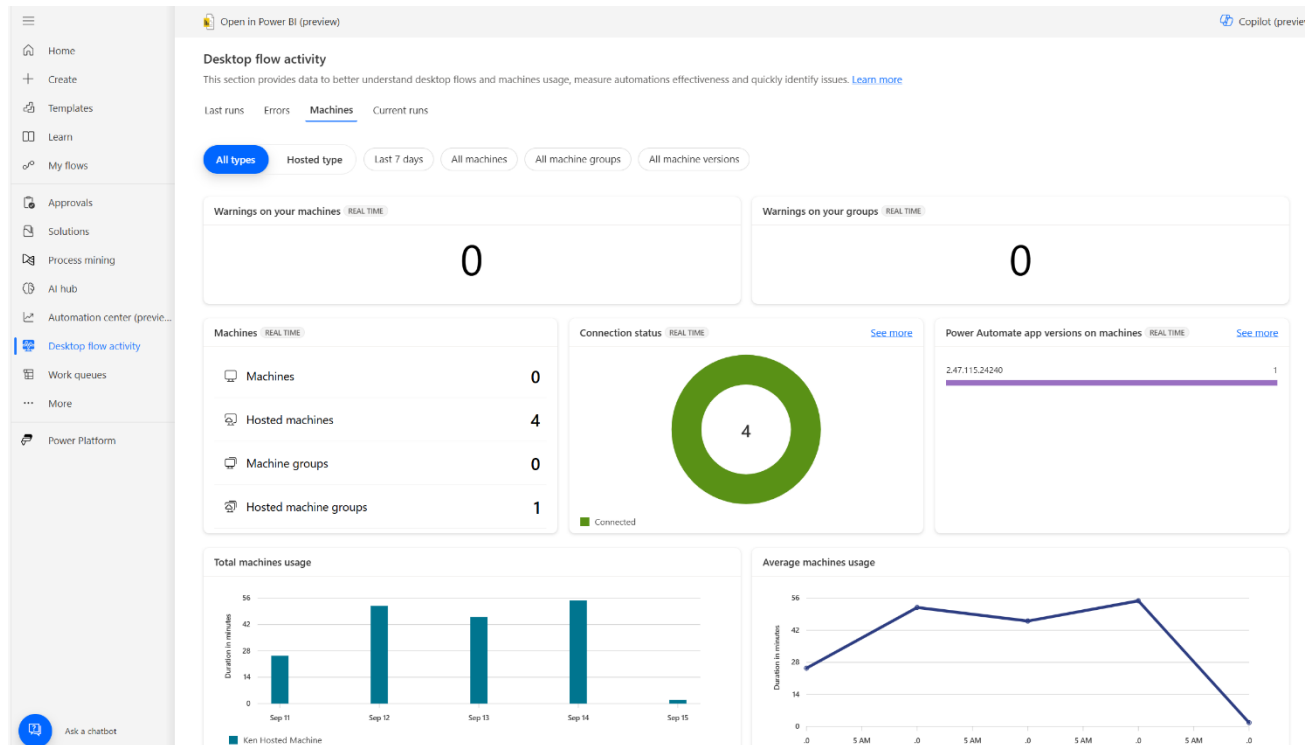 Open in Power BI (preview)
Copilot (preview
Home
Create
Templates
Learn
My flows
Approvals
Solutions
Process mining
AI hub
Automation center (previe...
Desktop flow activity
Work queues
More
Power Platform
Ask a chatbot
Desktop flow activity
This section provides data to better understand desktop flows and machines usage, measure automations effectiveness and quickly identify issues. Learn more
Last runs Errors Machines Current runs
All types Hosted type Last 7 days All machines All machine groups All machine versions
Warnings on your machines REAL TIME
0
Warnings on your groups REAL TIME
0
Machines REAL TIME
Machines 0
Hosted machines 4
Machine groups 0
Hosted machine groups 1
Connection status REAL TIME See more
4
Connected
Power Automate app versions on machines REAL TIME See more
2.47.115.24240 1
Total machines usage
Duration in minutes
56
42
28
14
0
Sep 11 Sep 12 Sep 13 Sep 14 Sep 15
Ken Hosted Machine
Average machines usage
Duration in minutes
56
42
28
14
0
.0 5 AM .0 5 AM .0 5 AM .0 5 AM .0